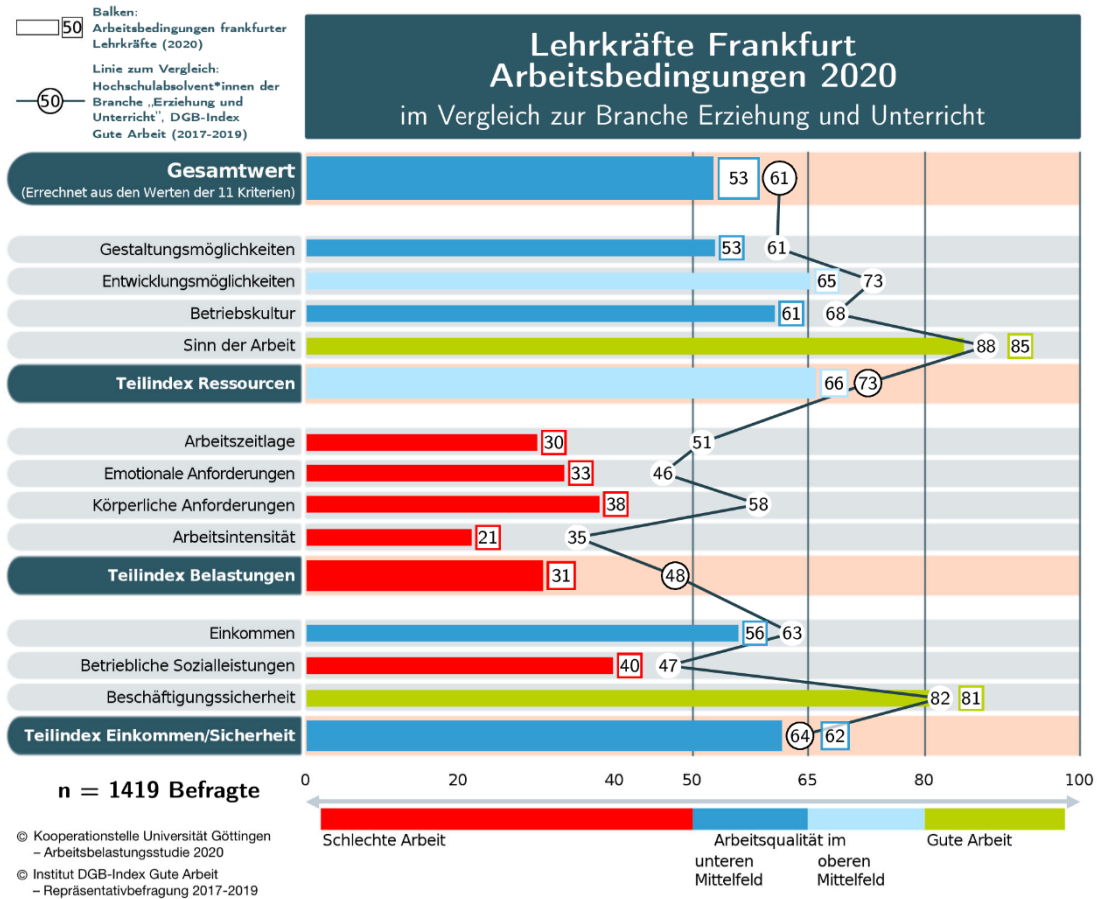 Balken:
50 Arbeitsbedingungen frankfurter
Lehrkräfte (2020)
Linie zum Vergleich:
Hochschulabsolvent*innen der
50 Branche „Erziehung und
Unterricht", DGB-Index
Gute Arbeit (2017-2019)
Lehrkräfte Frankfurt
Arbeitsbedingungen 2020
im Vergleich zur Branche Erziehung und Unterricht
Gesamtwert
(Errechnet aus den Werten der 11 Kriterien)
53 61
Gestaltungsmöglichkeiten 53 61
Entwicklungsmöglichkeiten 65 73
Betriebskultur 61 68
Sinn der Arbeit 88 85
Teilindex Ressourcen 66 73
Arbeitszeitlage 30 51
Emotionale Anforderungen 33 46
Körperliche Anforderungen 38 58
Arbeitsintensität 21 35
Teilindex Belastungen 31 48
Einkommen 56 63
Betriebliche Sozialleistungen 40 47
Beschäftigungssicherheit 82 81
Teilindex Einkommen/Sicherheit 64 62
0 20 40 50 65 80 100
n = 1419 Befragte
Schlechte Arbeit
Arbeitsqualität im
unteren
Mittelfeld
oberen
Mittelfeld
Gute Arbeit
© Kooperationstelle Universität Göttingen
– Arbeitsbelastungsstudie 2020
© Institut DGB-Index Gute Arbeit
– Repräsentativbefragung 2017-2019